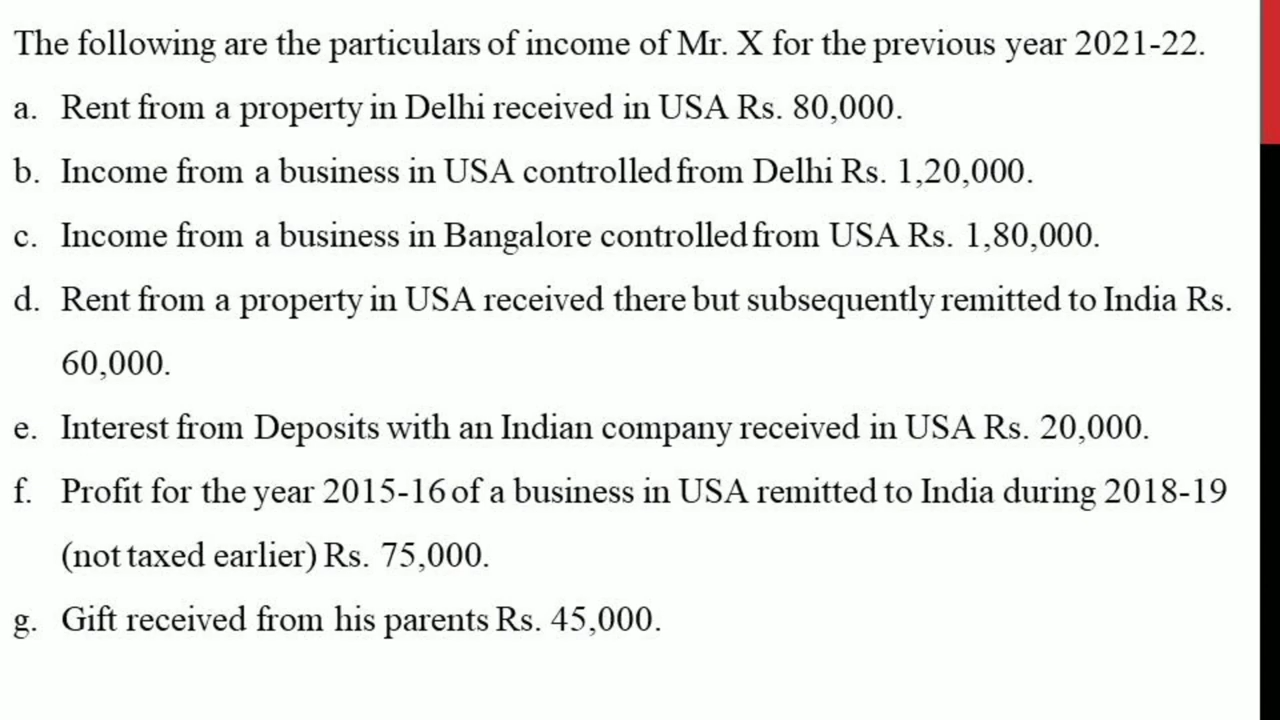 The following are the particulars of income of Mr. X for the previous year 2021-22.
a. Rent from a property in Delhi received in USA Rs. 80,000.
b. Income from a business in USA controlled from Delhi Rs. 1,20,000.
c. Income from a business in Bangalore controlled from USA Rs. 1,80,000.
d. Rent from a property in USA received there but subsequently remitted to India Rs.
60,000.
e. Interest from Deposits with an Indian company received in USA Rs. 20,000.
f. Profit for the year 2015-16 of a business in USA remitted to India during 2018-19
(not taxed earlier) Rs. 75,000.
g. Gift received from his parents Rs. 45,000.